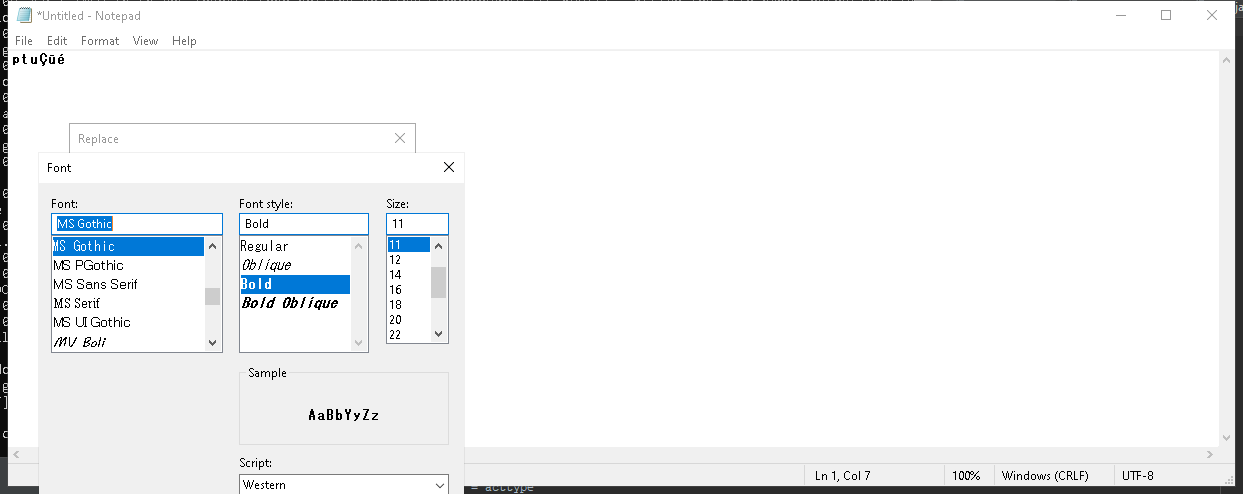 *Untitled - Notepad
File Edit Format View Help
ptuÇūé
Replace
Font
Font: Font style: Size:
MS Gothic Bold 11
MS Gothic Regular 11
MS PGothic Oblique 12
MS Sans Serif Bold 14
MS Serif Bold Oblique 16
MS UI Gothic 18
MV Boli 20
22
Sample
AaBbYyZz
Script:
Western
Ln 1, Col 7 100% Windows (CRLF) UTF-8
= acctype